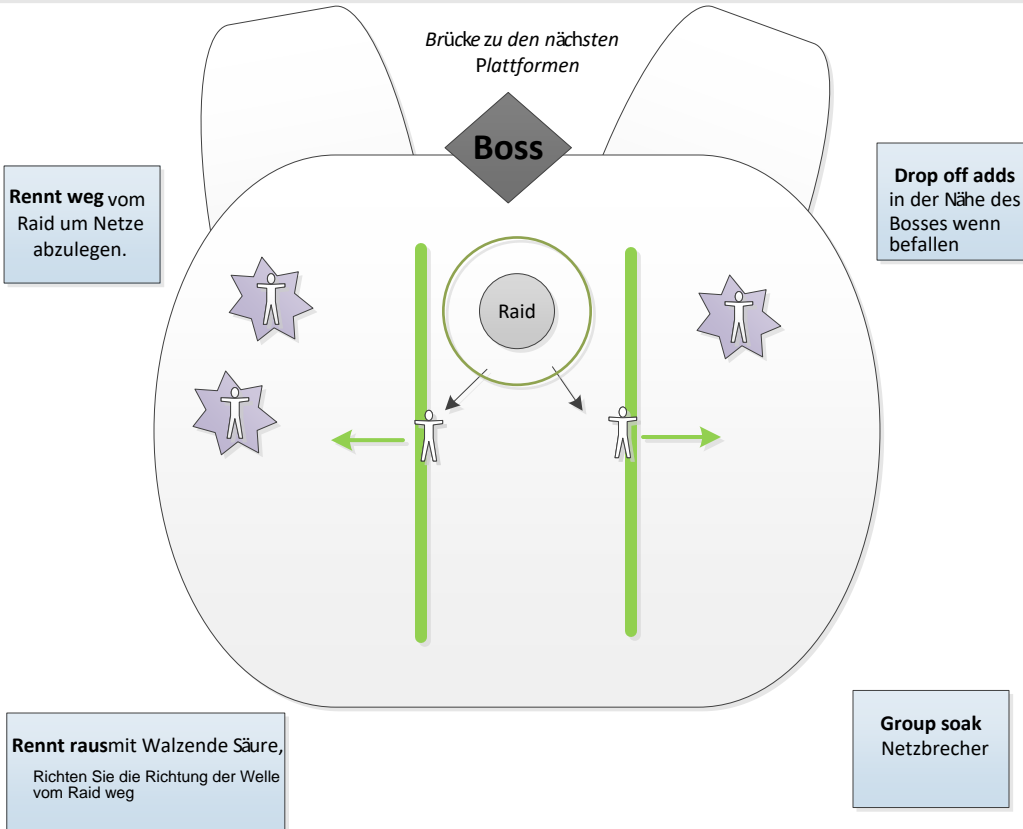 Brücke zu den nächsten
Plattformen
Boss
Rennt weg vom
Raid um Netze
abzulegen.
Drop off adds
in der Nähe des
Bosses wenn
befallen
Raid
Rennt rausmit Walzende Säure,
Richten Sie die Richtung der Welle
vom Raid weg
Group soak
Netzbrecher